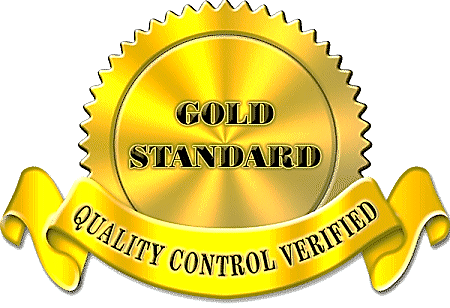 GOLD
STANDARD
QUALITY CONTROL VERIFIED